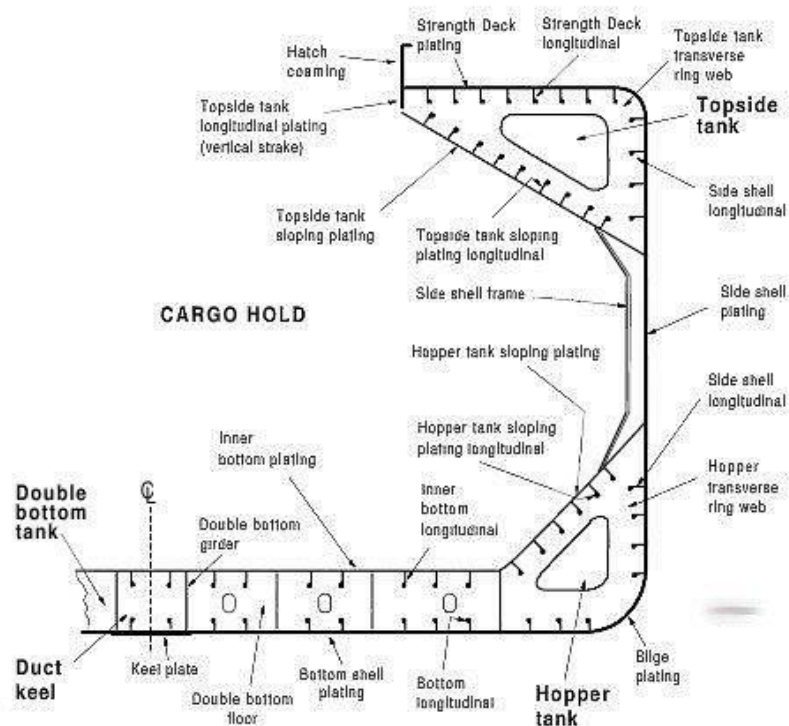 Strength Deck
plating
Strength Deck
longitudinal
Topside tank
transverse
ring web
Hatch
coaming
Topside
tank
Topside tank
longitudinal plating
(vertical strake)
Side shell
longitudinal
Topside tank
sloping plating
Topside tank sloping
plating longitudinal
Side shell frame
Side shell
plating
CARGO HOLD
Hopper tank sloping plating
Side shell
longitudinal
Hopper tank sloping
plating longitudinal
Inner
bottom plating
Hopper
transverse
ring web
Double
bottom
tank
℄
Double bottom
girder
Inner
bottom
longitudinal
Duct
keel
Keel plate
Double bottom
floor
Bottom shell
plating
Bottom
longitudinal
Hopper
tank
Bilge
plating